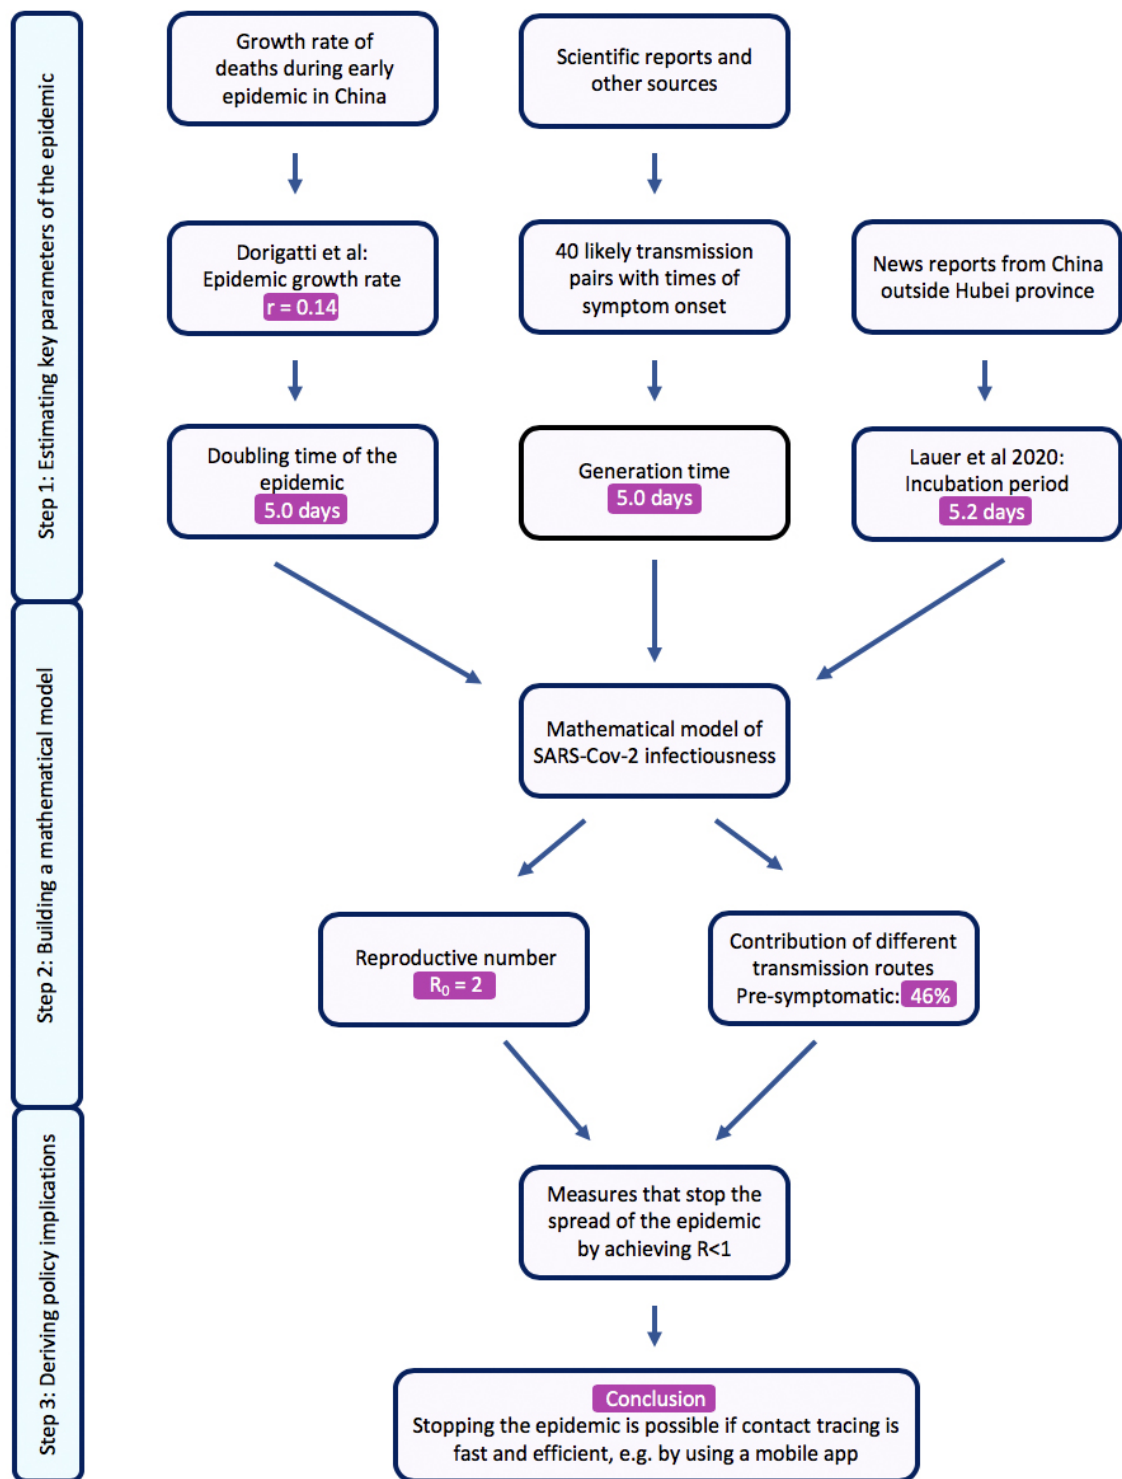 Step 1: Estimating key parameters of the epidemic
Growth rate of
deaths during early
epidemic in China
Scientific reports and
other sources
Dorigatti et al:
Epidemic growth rate
r = 0.14
40 likely transmission
pairs with times of
symptom onset
News reports from China
outside Hubei province
Doubling time of the
epidemic
5.0 days
Generation time
5.0 days
Lauer et al 2020:
Incubation period
5.2 days
Step 2: Building a mathematical model
Mathematical model of
SARS-Cov-2 infectiousness
Reproductive number
R₀ = 2
Contribution of different
transmission routes
Pre-symptomatic: 46%
Step 3: Deriving policy implications
Measures that stop the
spread of the epidemic
by achieving R<1
Conclusion
Stopping the epidemic is possible if contact tracing is
fast and efficient, e.g. by using a mobile app